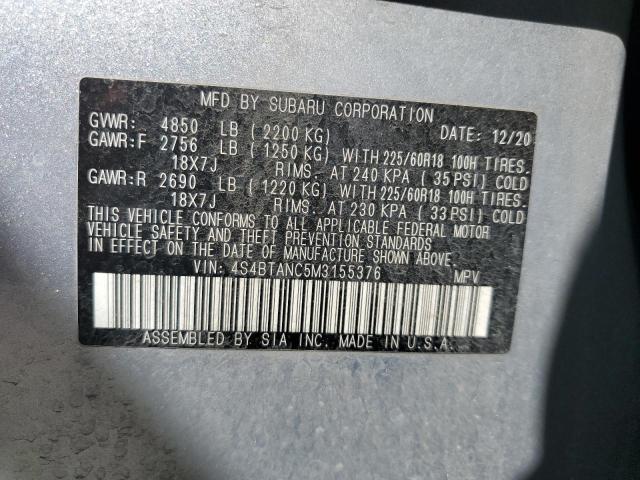 MFD BY SUBARU CORPORATION
GVWR: 4850 LB (2200 KG) DATE: 12/20
GAWR:F 2756 LB (1250 KG) WITH 225/60R18 100H TIRES.
18X7J RIMS. AT 240 KPA (35 PSI) COLD
GAWR:R 2690 LB (1220 KG) WITH 225/60R18 100H TIRES.
18X7J RIMS. AT 230 KPA (33 PSI) COLD
THIS VEHICLE CONFORMS TO ALL APPLICABLE FEDERAL MOTOR
VEHICLE SAFETY AND THEFT PREVENTION STANDARDS
IN EFFECT ON THE DATE OF MANUFACTURE SHOWN ABOVE.
VIN: 4S4BTANC5M3155376 MPV
ASSEMBLED BY SIA, INC. MADE IN U.S.A.